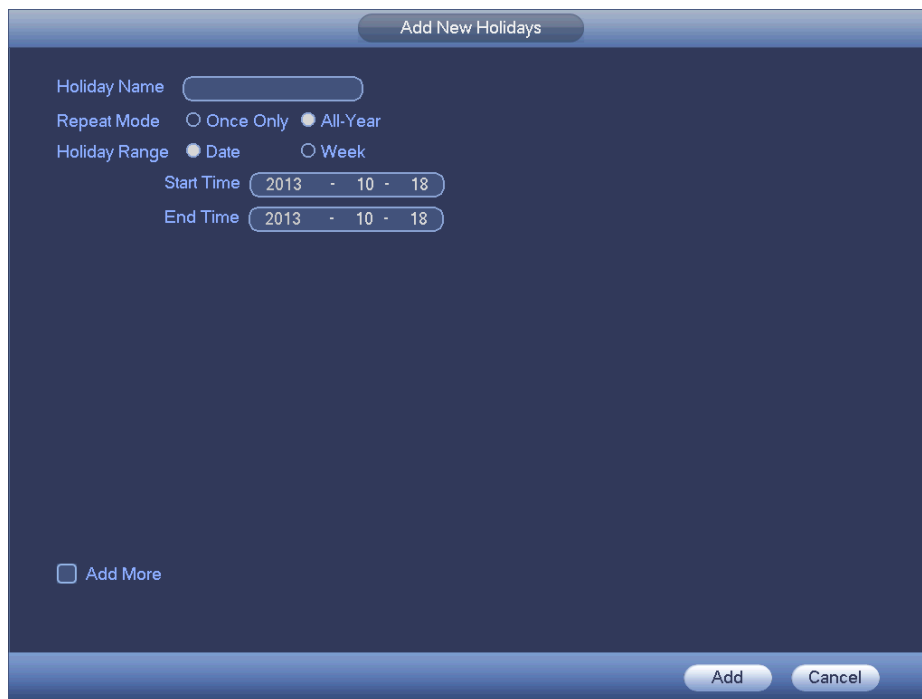 Add New Holidays
Holiday Name
Repeat Mode Once Only All-Year
Holiday Range Date Week
Start Time 2013 - 10 - 18
End Time 2013 - 10 - 18
Add More
Add Cancel